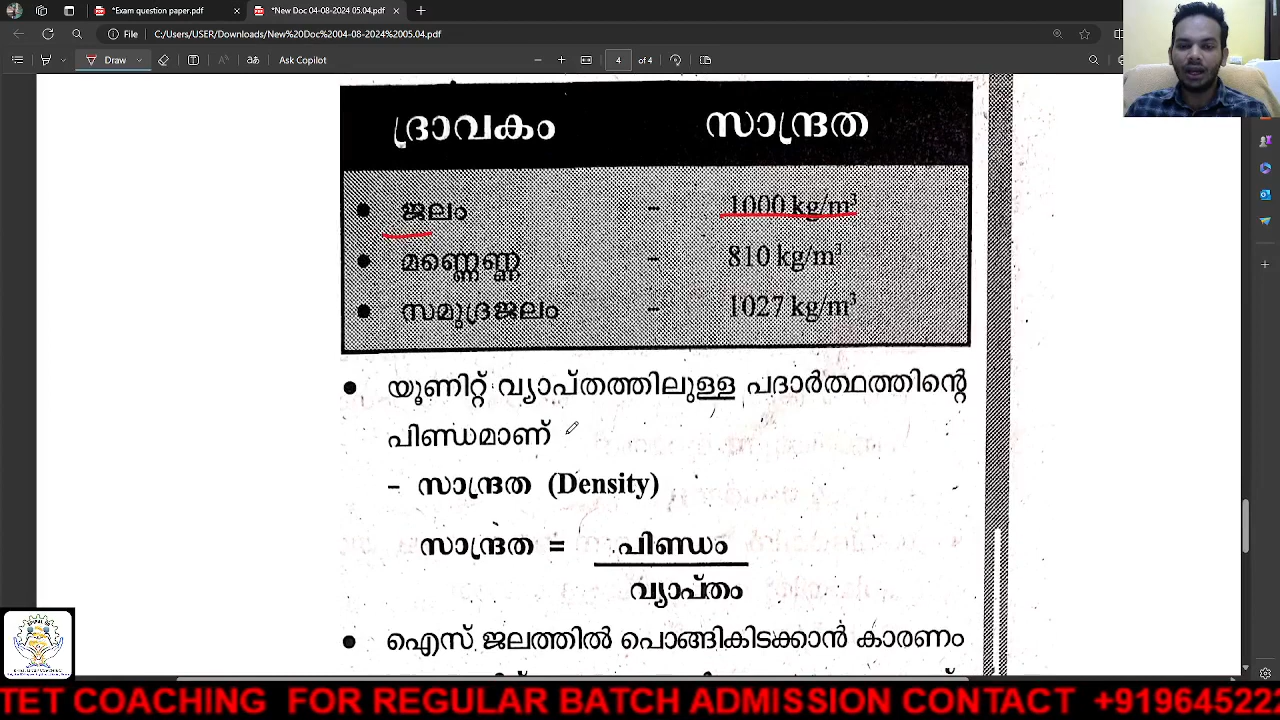 *Exam question paper.pdf
*New Doc 04-08-2024 05.04.pdf
File C:/Users/USER/Downloads/New%20Doc%2004-08-2024%2005.04.pdf
Draw Ask Copilot 4 of 4
ദ്രാവകം സാന്ദ്രത
• ജലം - 1000 kg/m³
• മണ്ണെണ്ണ - 810 kg/m³
• സമുദ്രജലം - 1027 kg/m³
• യൂണിറ്റ് വ്യാപ്തത്തിലുള്ള പദാർത്ഥത്തിന്റെ
പിണ്ഡമാണ്
– സാന്ദ്രത (Density)
സാന്ദ്രത = പിണ്ഡം
വ്യാപ്തം
• ഐസ് ജലത്തിൽ പൊങ്ങികിടക്കാൻ കാരണം
TET COACHING FOR REGULAR BATCH ADMISSION CONTACT +919645222